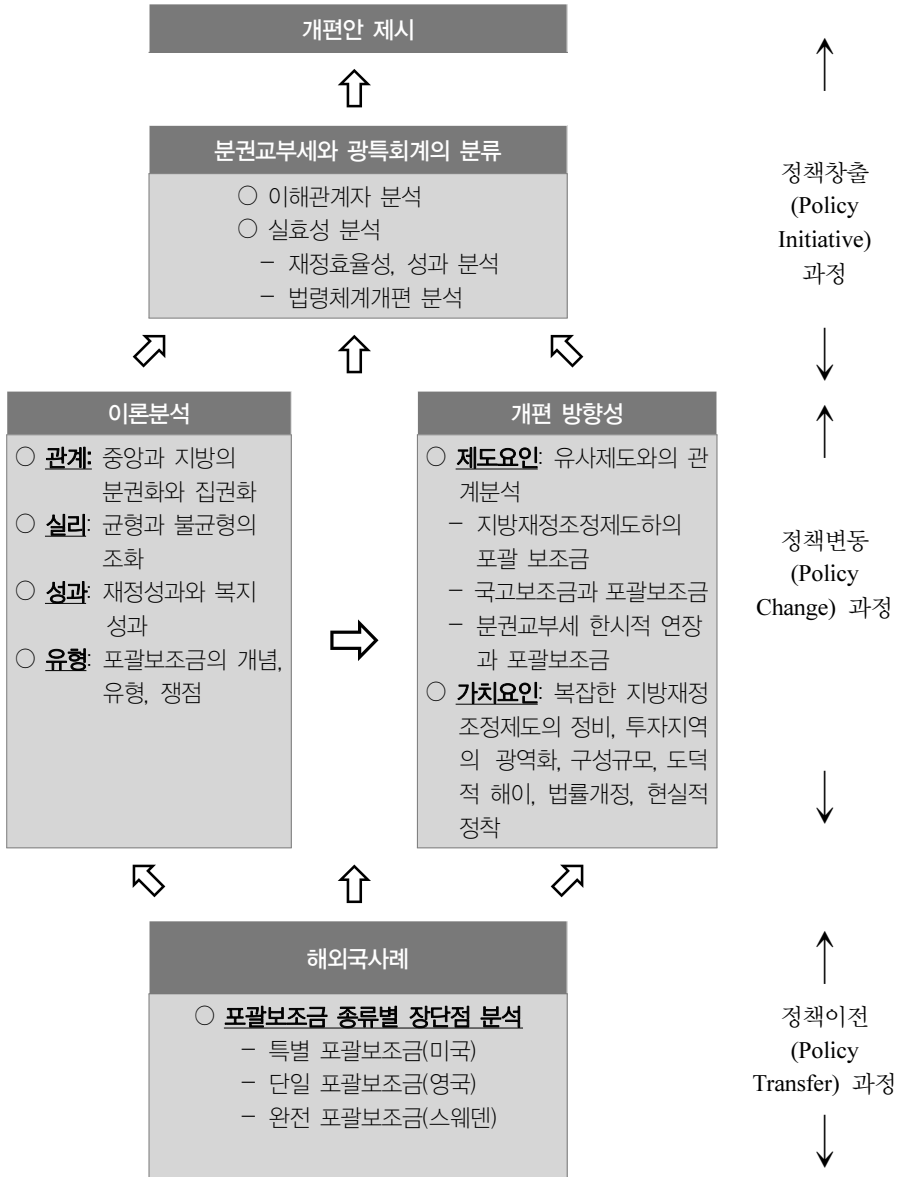 개편안 제시
분권교부세와 광특회계의 분류
○ 이해관계자 분석
○ 실효성 분석
－ 재정효율성, 성과 분석
－ 법령체계개편 분석
정책창출
(Policy
Initiative)
과정
이론분석
○ 관계: 중앙과 지방의
분권화와 집권화
○ 실리: 균형과 불균형의
조화
○ 성과: 재정성과와 복지
성과
○ 유형: 포괄보조금의 개념,
유형, 쟁점
개편 방향성
○ 제도요인: 유사제도와의 관
계분석
－ 지방재정조정제도하의
포괄 보조금
－ 국고보조금과 포괄보조금
－ 분권교부세 한시적 연장
과 포괄보조금
○ 가치요인: 복잡한 지방재정
조정제도의 정비, 투자지역
의 광역화, 구성규모, 도덕
적 해이, 법률개정, 현실적
정착
정책변동
(Policy
Change) 과정
해외국사례
○ 포괄보조금 종류별 장단점 분석
－ 특별 포괄보조금(미국)
－ 단일 포괄보조금(영국)
－ 완전 포괄보조금(스웨덴)
정책이전
(Policy
Transfer) 과정